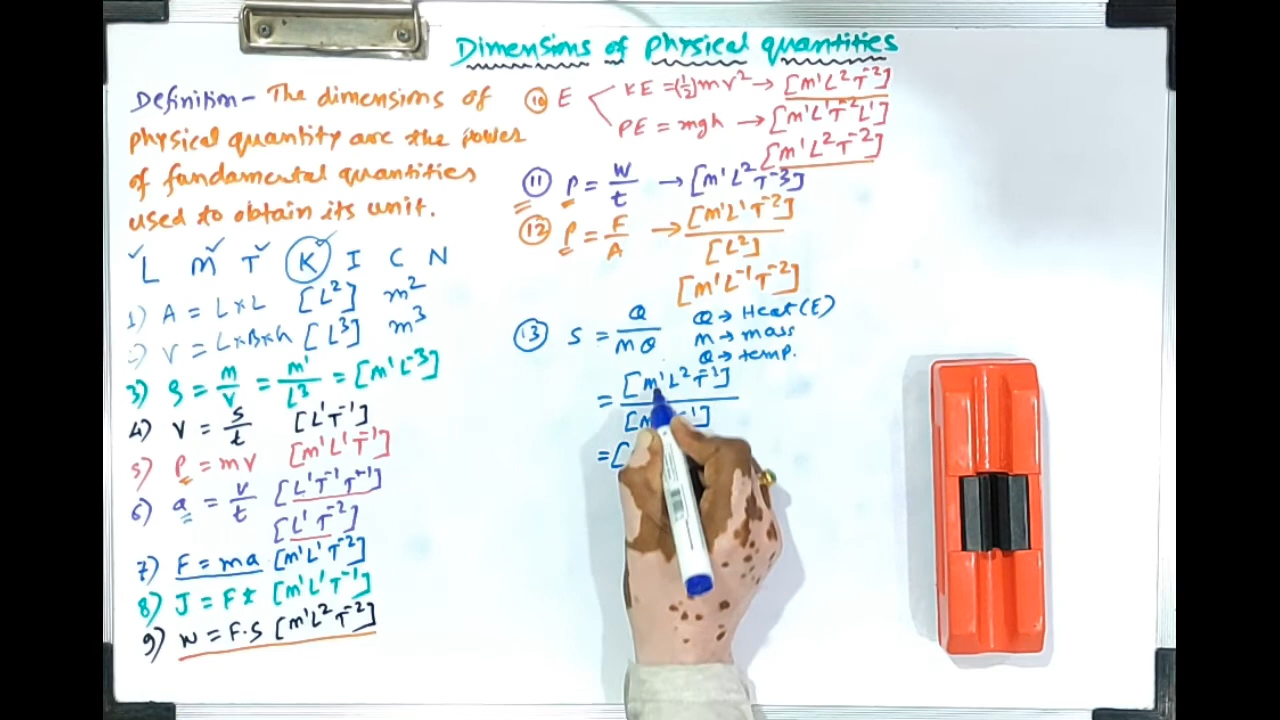 Dimensions of physical quantities
Definition - The dimensions of
physical quantity are the power
of fundamental quantities
used to obtain its unit.
L M T K I C N
1) A = L×L [L²] m²
2) V = L×B×h [L³] m³
3) ρ = m/v = m¹/L³ = [m¹L⁻³]
4) v = s/t [L¹T⁻¹]
5) P = mv [m¹L¹T⁻¹]
6) a = v/t [L¹T⁻¹T⁻¹]
[L¹T⁻²]
7) F = ma [m¹L¹T⁻²]
8) J = Ft [m¹L¹T⁻¹]
9) W = F.S [m¹L²T⁻²]
10 E KE = (1/2)mv² → [m¹L²T⁻²]
PE = mgh → [m¹L¹T⁻²L¹]
[m¹L²T⁻²]
11 P = W/t → [m¹L²T⁻³]
12 P = F/A → [m¹L¹T⁻²]/[L²]
[m¹L⁻¹T⁻²]
13 S = Q/mθ Q → Heat (E)
m → mass
θ → temp.
= [m¹L²T⁻²]
= [